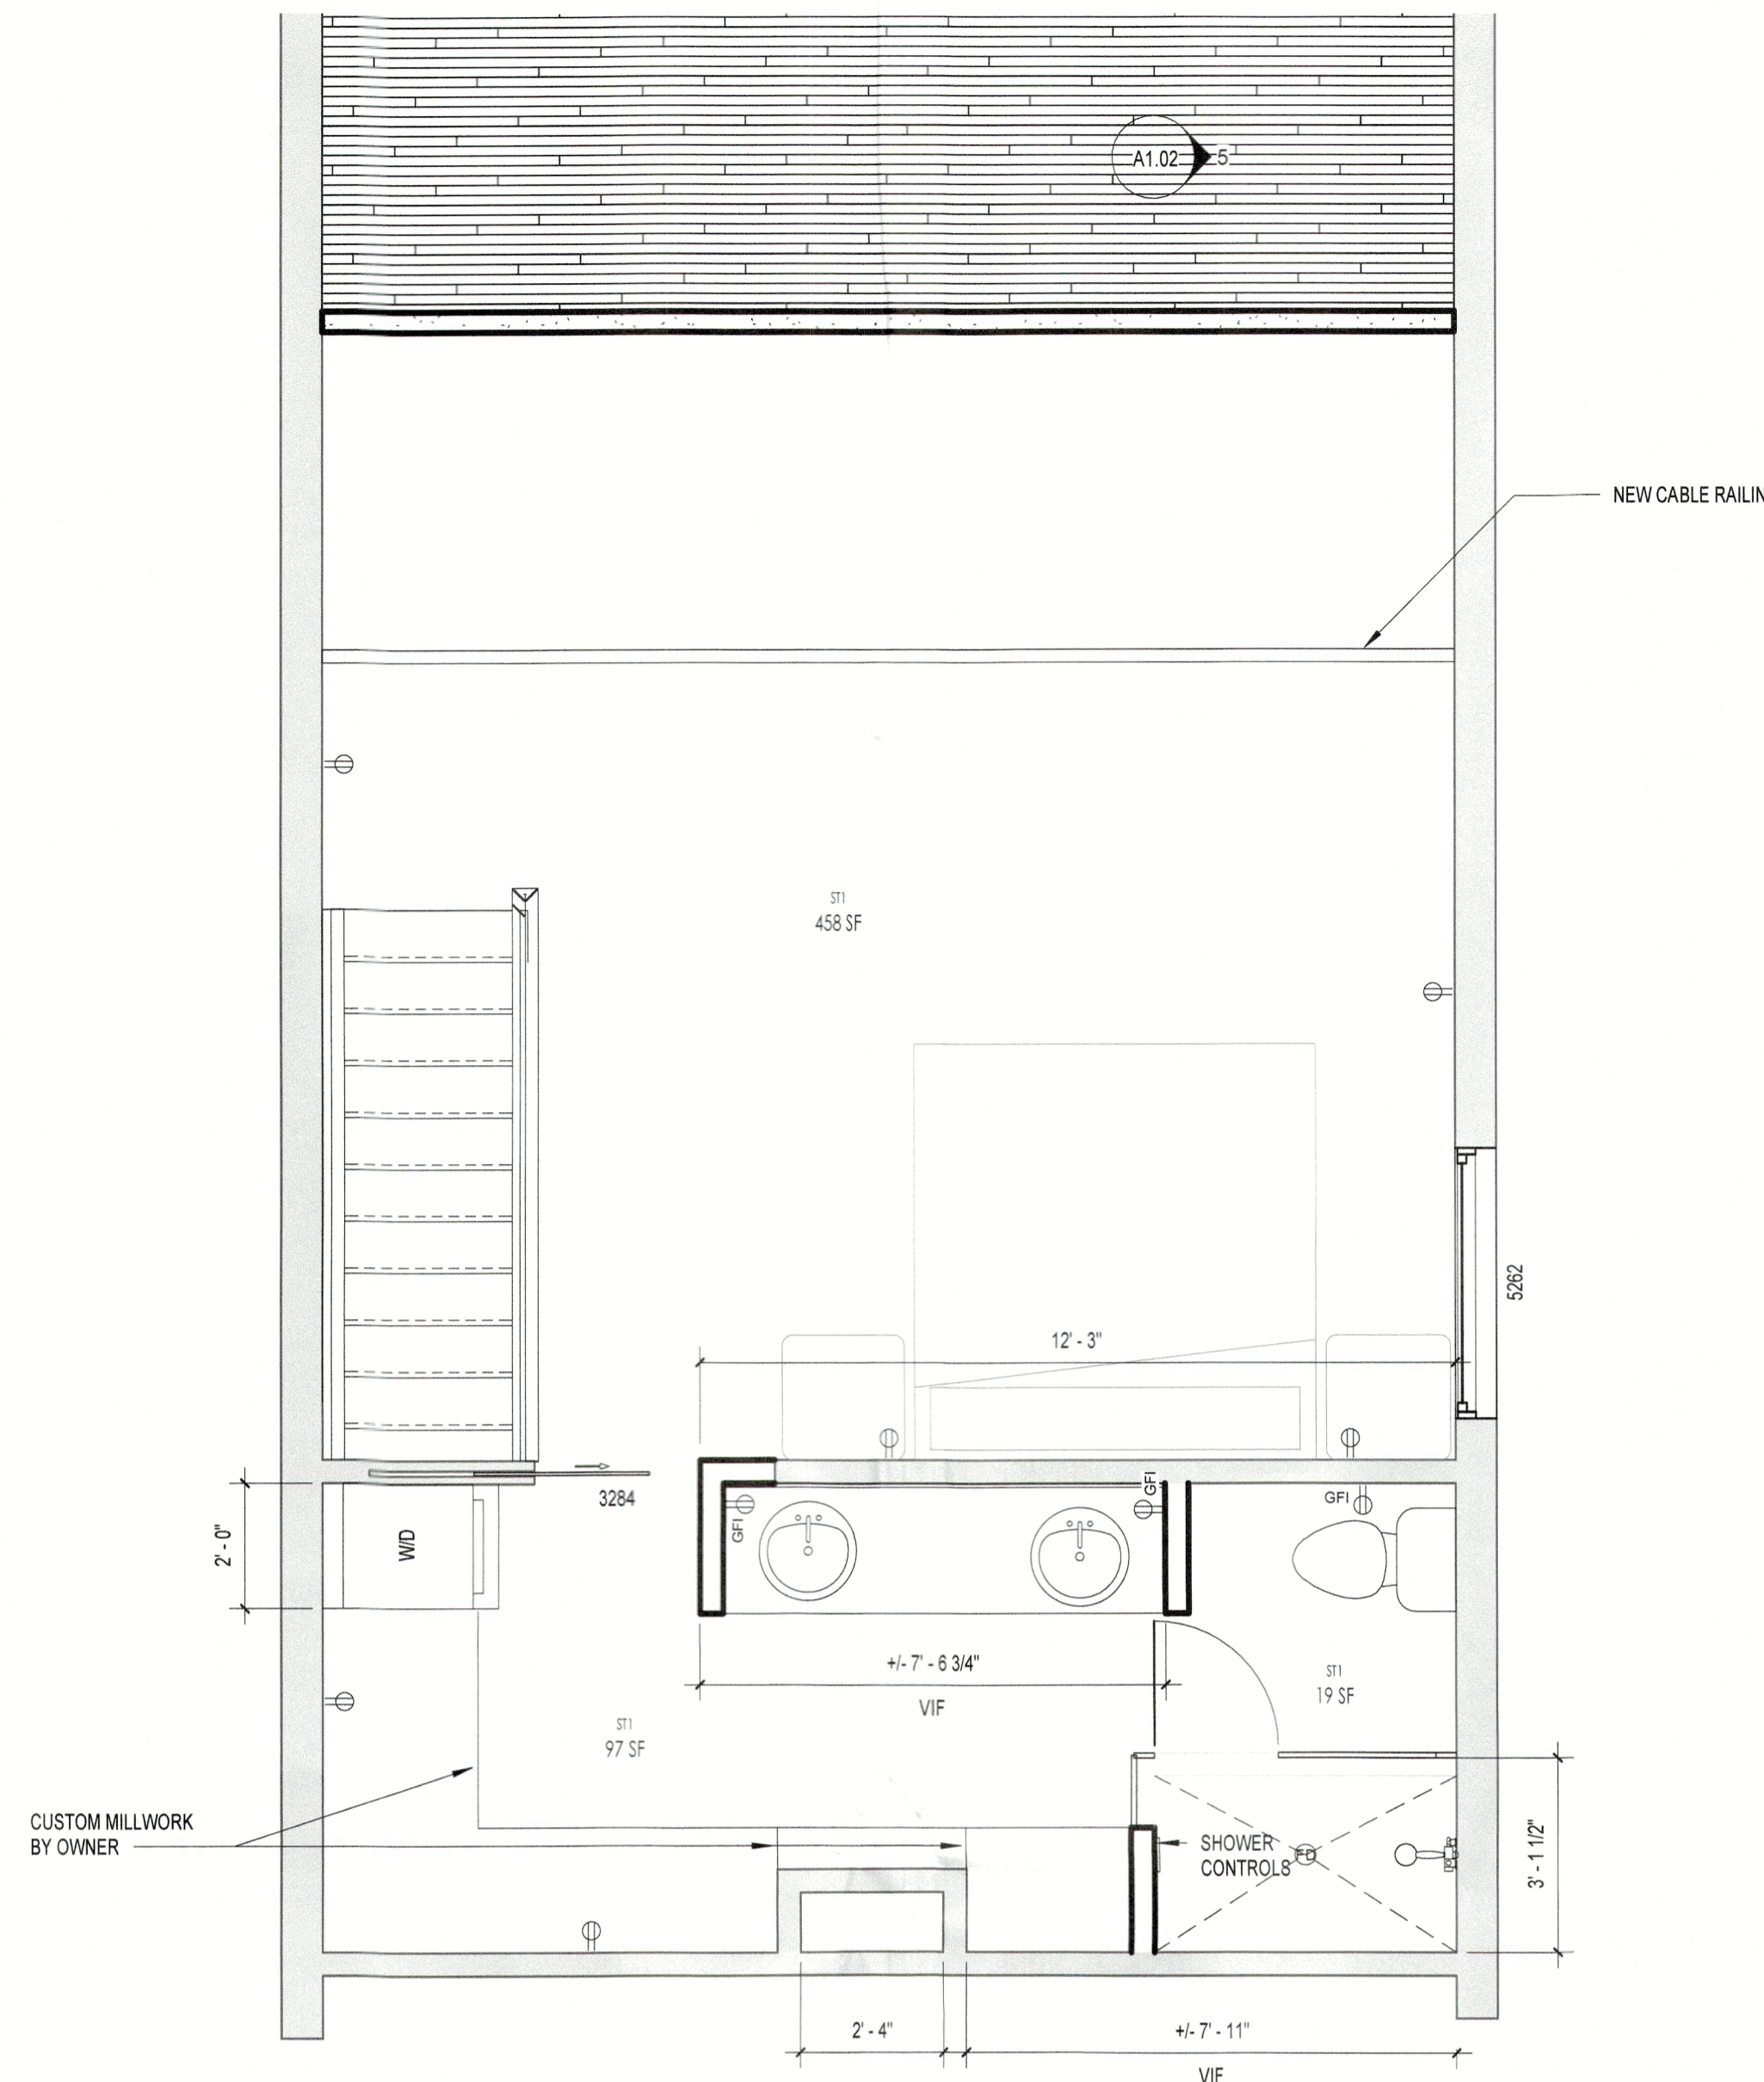 A1.02
5
NEW CABLE RAILIN
ST1
458 SF
5262
12' - 3"
3284
GFI
GFI
GFI
2' - 0"
W/D
+/- 7' - 6 3/4"
VIF
ST1
19 SF
ST1
97 SF
CUSTOM MILLWORK
BY OWNER
SHOWER
CONTROLS
FD
3' - 1 1/2"
2' - 4"
+/- 7' - 11"
VIF